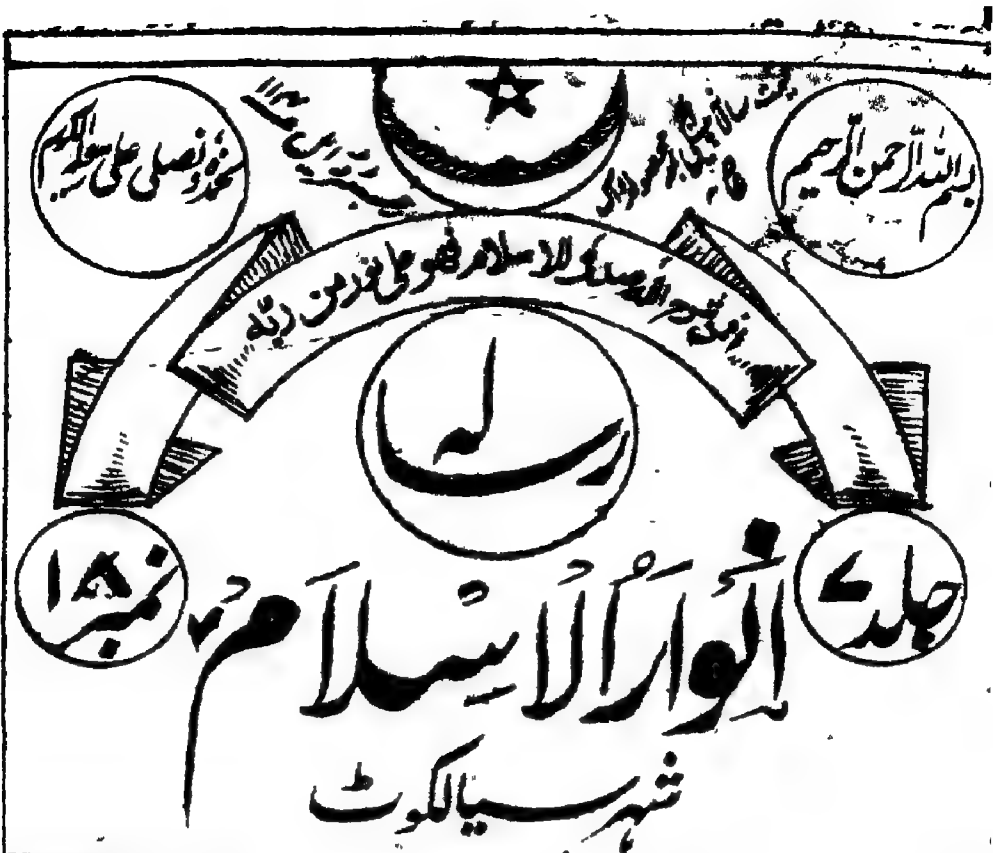 بسم اللہ الرحمن الرحیم
نحمدہ و نصلی علی رسولہ الکریم
افمن شرح اللہ صدرہ للاسلام فھو علی نور من ربہ
رسالہ
جلد ۷
نمبر ۱۸
انوار الاسلام
شہر سیالکوٹ